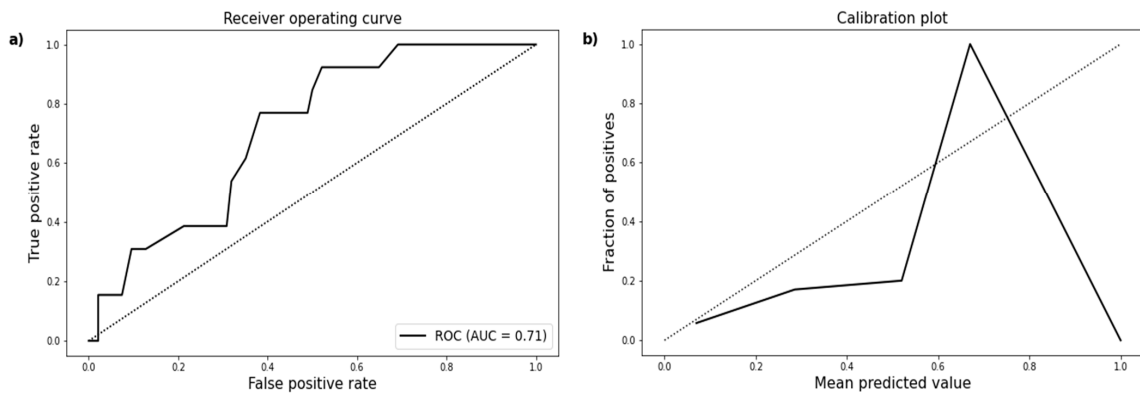 a)
Receiver operating curve
True positive rate
1.0
0.8
0.6
0.4
0.2
0.0
0.0 0.2 0.4 0.6 0.8 1.0
False positive rate
ROC (AUC = 0.71)
b)
Calibration plot
Fraction of positives
1.0
0.8
0.6
0.4
0.2
0.0
0.0 0.2 0.4 0.6 0.8 1.0
Mean predicted value